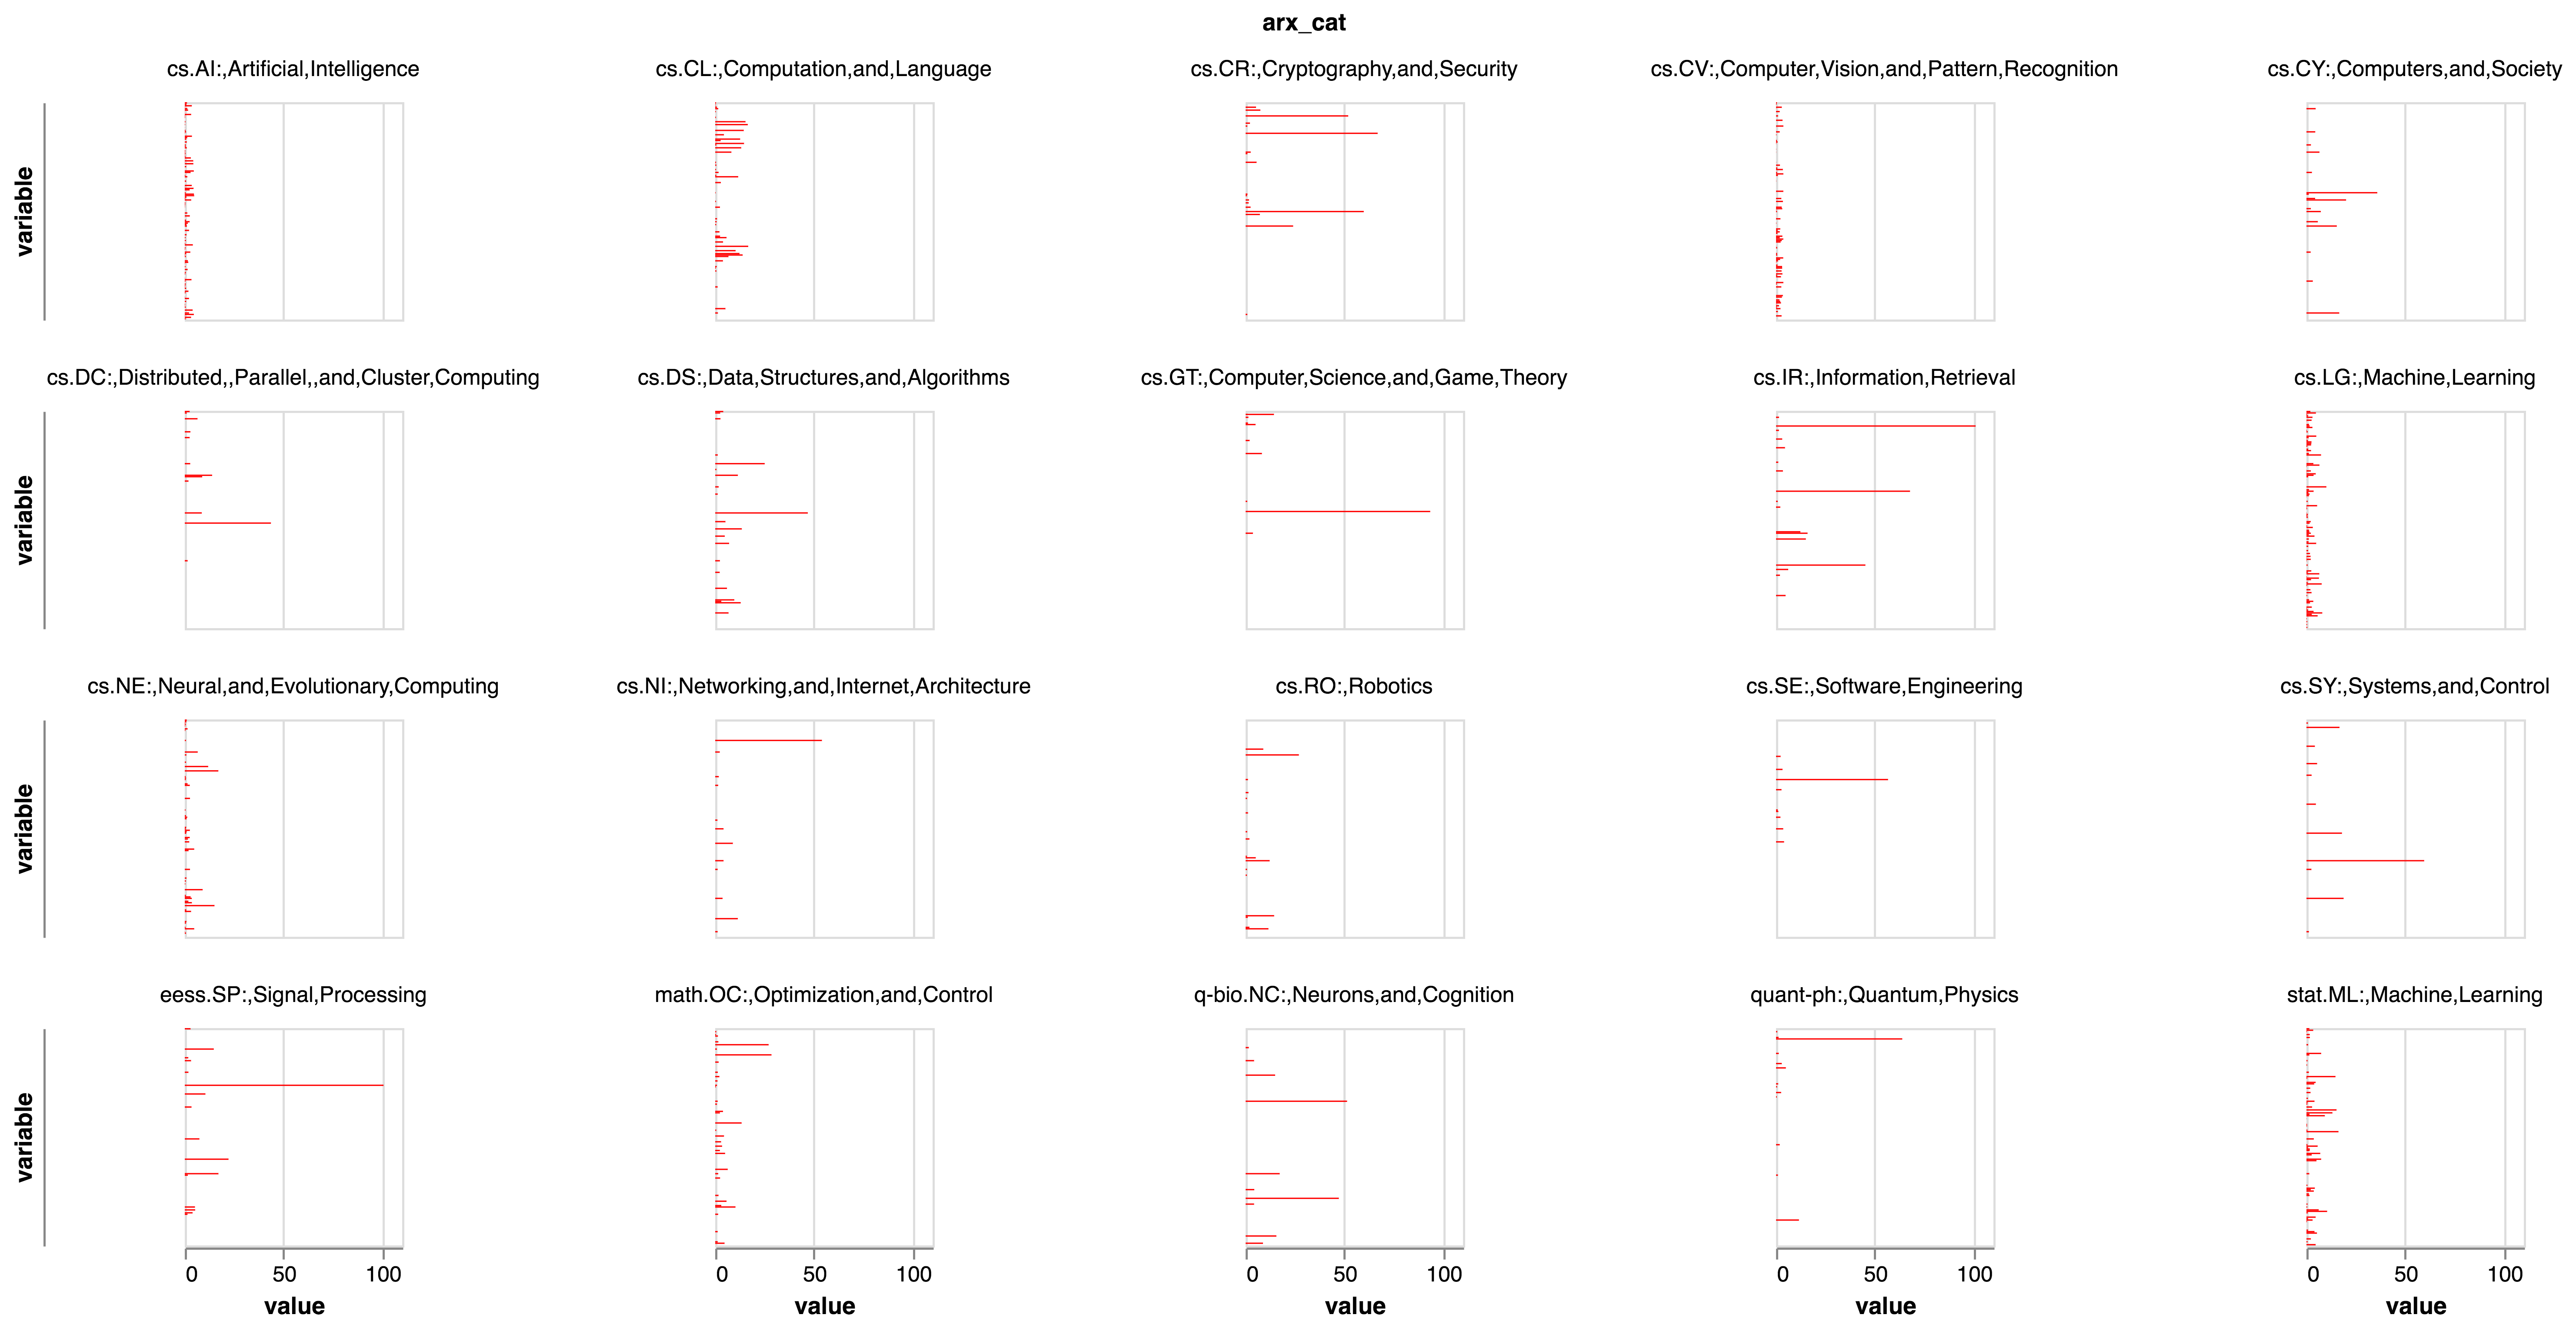 arx_cat
cs.AI:,Artificial,Intelligence
cs.CL:,Computation,and,Language
cs.CR:,Cryptography,and,Security
cs.CV:,Computer,Vision,and,Pattern,Recognition
cs.CY:,Computers,and,Society
variable
cs.DC:,Distributed,,Parallel,,and,Cluster,Computing
cs.DS:,Data,Structures,and,Algorithms
cs.GT:,Computer,Science,and,Game,Theory
cs.IR:,Information,Retrieval
cs.LG:,Machine,Learning
variable
cs.NE:,Neural,and,Evolutionary,Computing
cs.NI:,Networking,and,Internet,Architecture
cs.RO:,Robotics
cs.SE:,Software,Engineering
cs.SY:,Systems,and,Control
variable
eess.SP:,Signal,Processing
math.OC:,Optimization,and,Control
q-bio.NC:,Neurons,and,Cognition
quant-ph:,Quantum,Physics
stat.ML:,Machine,Learning
variable
0 50 100
0 50 100
0 50 100
0 50 100
0 50 100
value
value
value
value
value